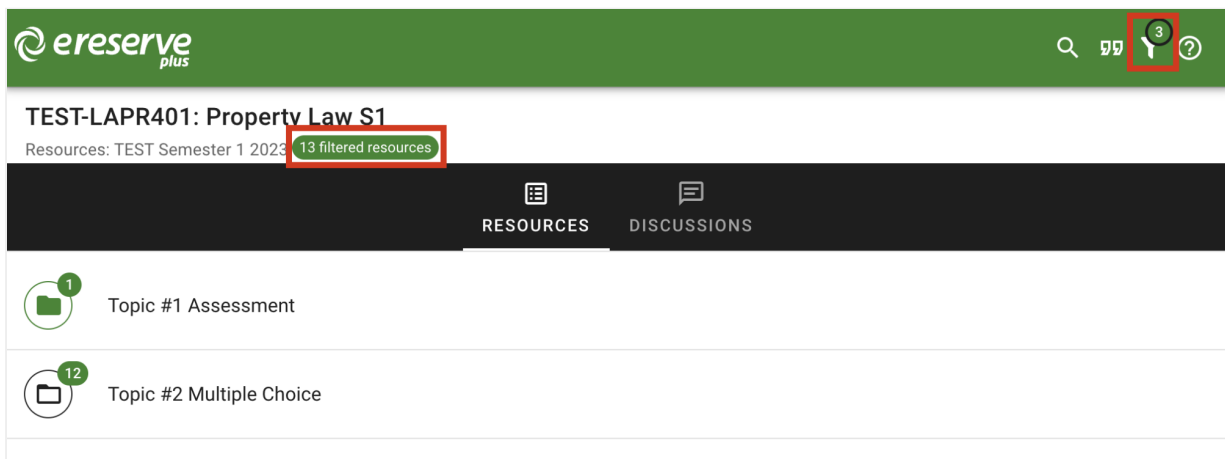 ereserve
plus
3
TEST-LAPR401: Property Law S1
Resources: TEST Semester 1 2023 13 filtered resources
RESOURCES DISCUSSIONS
1
Topic #1 Assessment
12
Topic #2 Multiple Choice